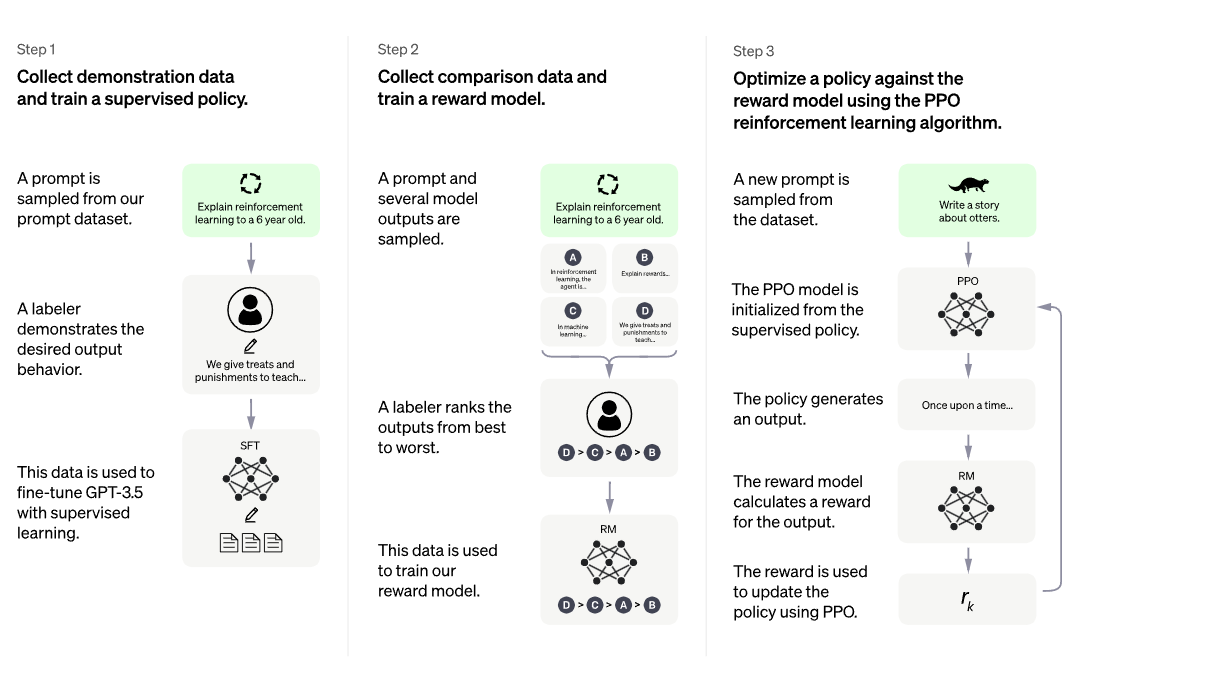 Step 1
Collect demonstration data
and train a supervised policy.
A prompt is
sampled from our
prompt dataset.
Explain reinforcement
learning to a 6 year old.
A labeler
demonstrates the
desired output
behavior.
We give treats and
punishments to teach...
This data is used to
fine-tune GPT-3.5
with supervised
learning.
SFT
Step 2
Collect comparison data and
train a reward model.
A prompt and
several model
outputs are
sampled.
Explain reinforcement
learning to a 6 year old.
A
In reinforcement
learning, the
agent is...
B
Explain rewards...
C
In machine
learning...
D
We give treats and
punishments to
teach...
A labeler ranks the
outputs from best
to worst.
D > C > A > B
This data is used
to train our
reward model.
RM
D > C > A > B
Step 3
Optimize a policy against the
reward model using the PPO
reinforcement learning algorithm.
A new prompt is
sampled from
the dataset.
Write a story
about otters.
The PPO model is
initialized from the
supervised policy.
PPO
The policy generates
an output.
Once upon a time...
The reward model
calculates a reward
for the output.
RM
The reward is used
to update the
policy using PPO.
rk